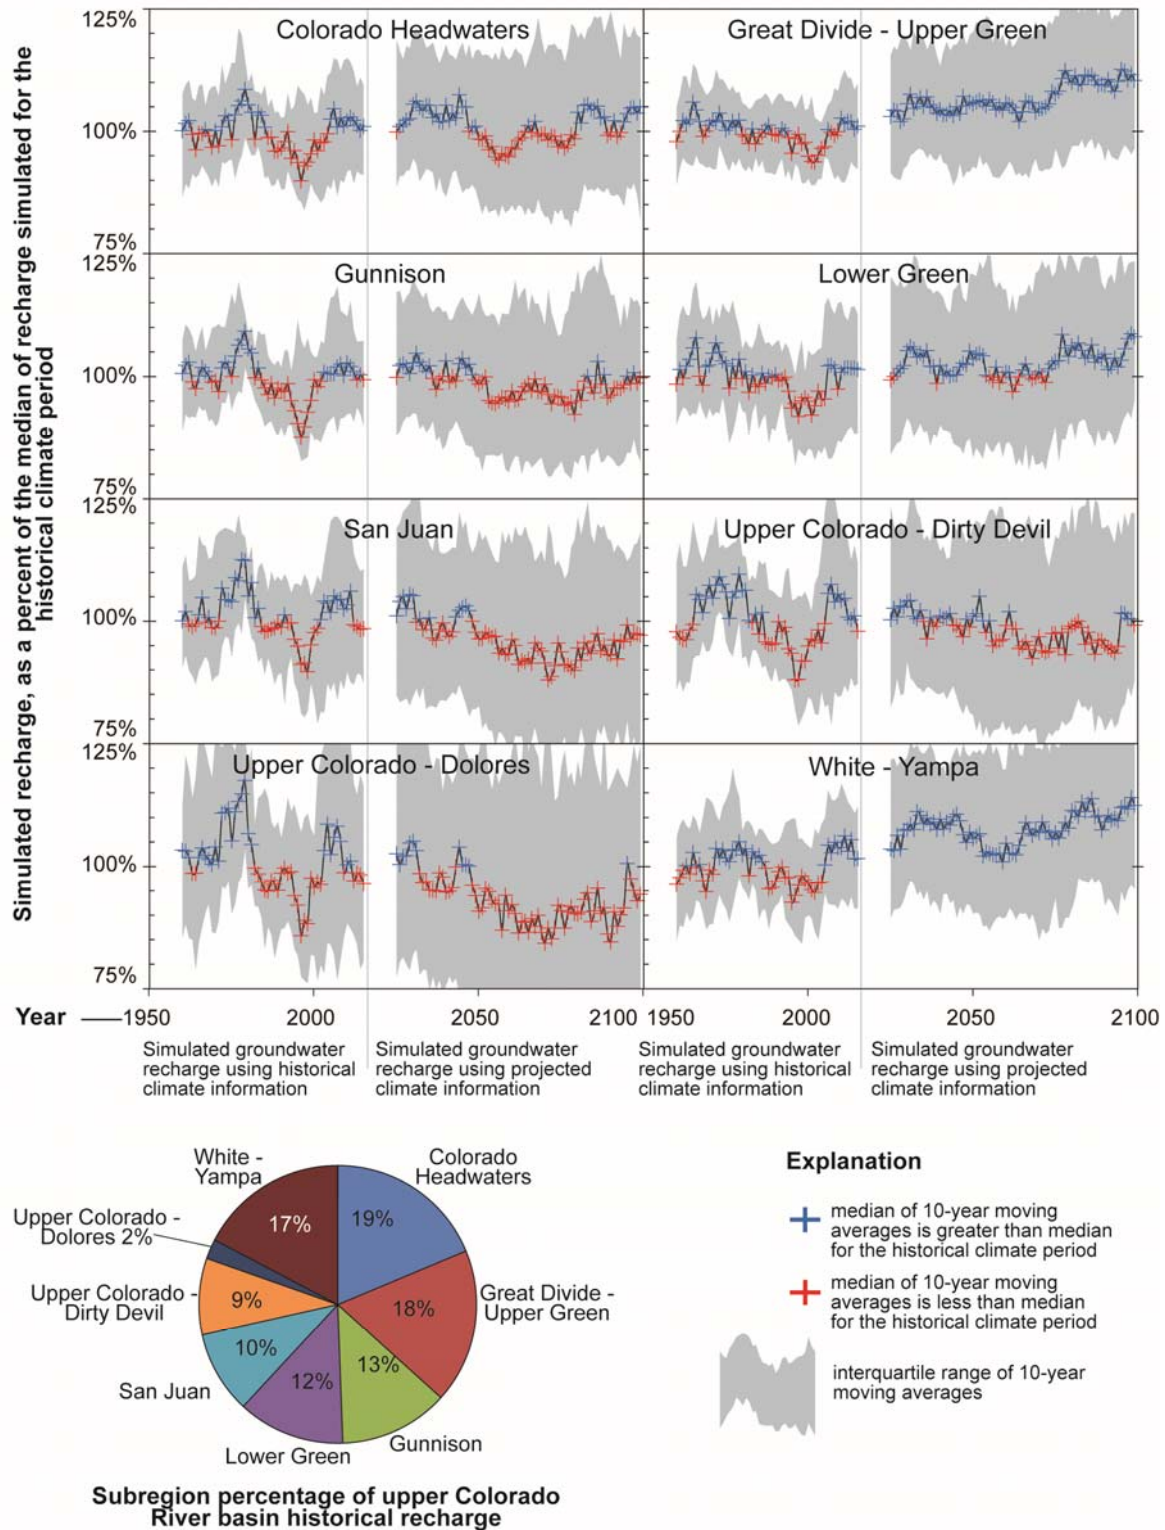 Simulated recharge, as a percent of the median of recharge simulated for the
historical climate period
125%
Colorado Headwaters
Great Divide - Upper Green
100%
75%
125%
Gunnison
Lower Green
100%
75%
125%
San Juan
Upper Colorado - Dirty Devil
100%
75%
125%
Upper Colorado - Dolores
White - Yampa
100%
75%
Year
1950
2000
2050
2100
1950
2000
2050
2100
Simulated groundwater
recharge using historical
climate information
Simulated groundwater
recharge using projected
climate information
Simulated groundwater
recharge using historical
climate information
Simulated groundwater
recharge using projected
climate information
White -
Yampa
17%
Colorado
Headwaters
19%
Upper Colorado -
Dolores 2%
Upper Colorado -
Dirty Devil
9%
Great Divide -
Upper Green
18%
San Juan
10%
12%
13%
Lower Green
Gunnison
Subregion percentage of upper Colorado
River basin historical recharge
Explanation
median of 10-year moving
averages is greater than median
for the historical climate period
median of 10-year moving
averages is less than median
for the historical climate period
interquartile range of 10-year
moving averages